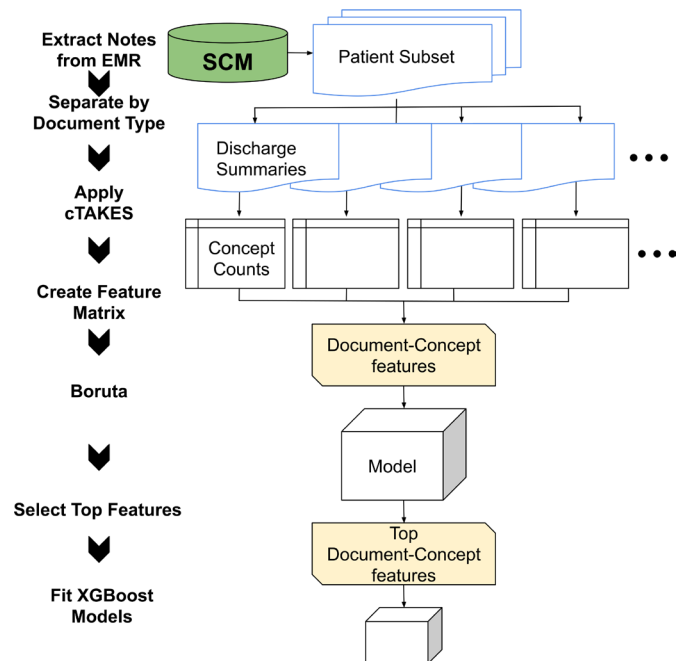 Extract Notes
from EMR
SCM
Patient Subset
Separate by
Document Type
Discharge
Summaries
Apply
cTAKES
Concept
Counts
Create Feature
Matrix
Document-Concept
features
Boruta
Model
Select Top Features
Top
Document-Concept
features
Fit XGBoost
Models